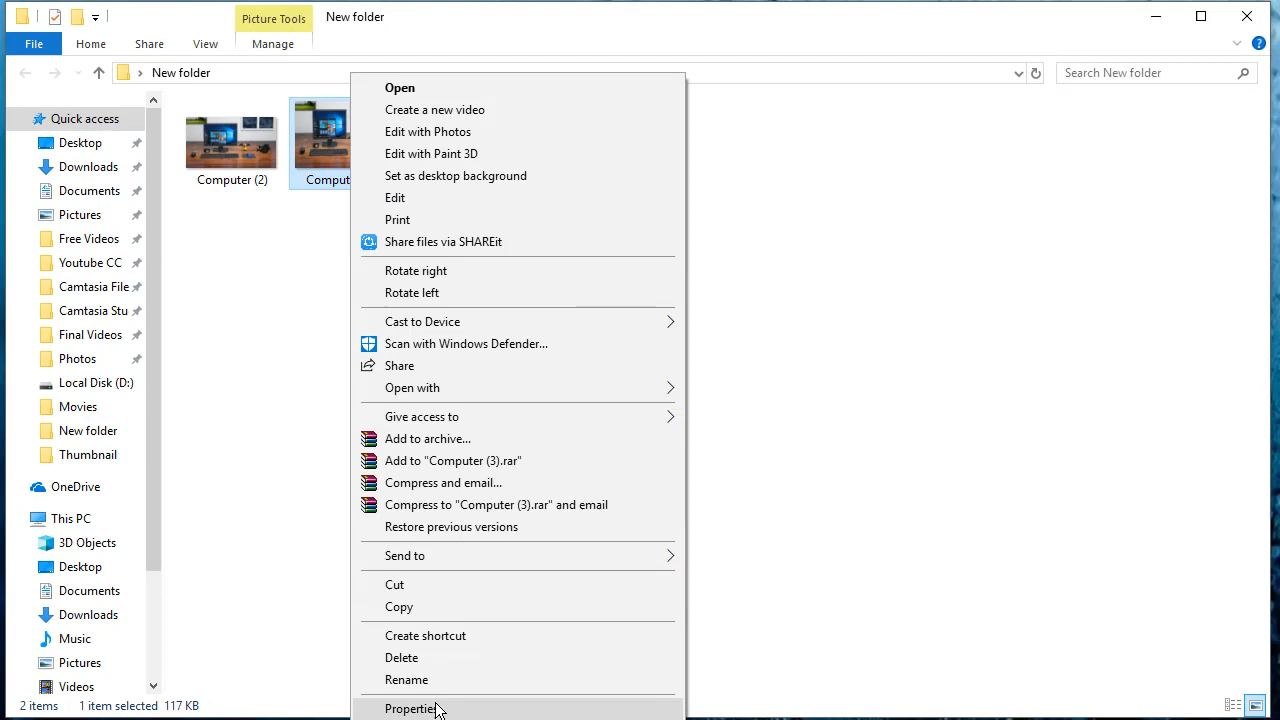 Picture Tools
New folder
File
Home
Share
View
Manage
New folder
Search New folder
Quick access
Desktop
Downloads
Documents
Pictures
Free Videos
Youtube CC
Camtasia File
Camtasia Stu
Final Videos
Photos
Local Disk (D:)
Movies
New folder
Thumbnail
OneDrive
This PC
3D Objects
Desktop
Documents
Downloads
Music
Pictures
Videos
Computer (2)
Comput
Open
Create a new video
Edit with Photos
Edit with Paint 3D
Set as desktop background
Edit
Print
Share files via SHAREit
Rotate right
Rotate left
Cast to Device
Scan with Windows Defender...
Share
Open with
Give access to
Add to archive...
Add to "Computer (3).rar"
Compress and email...
Compress to "Computer (3).rar" and email
Restore previous versions
Send to
Cut
Copy
Create shortcut
Delete
Rename
Properties
2 items
1 item selected 117 KB